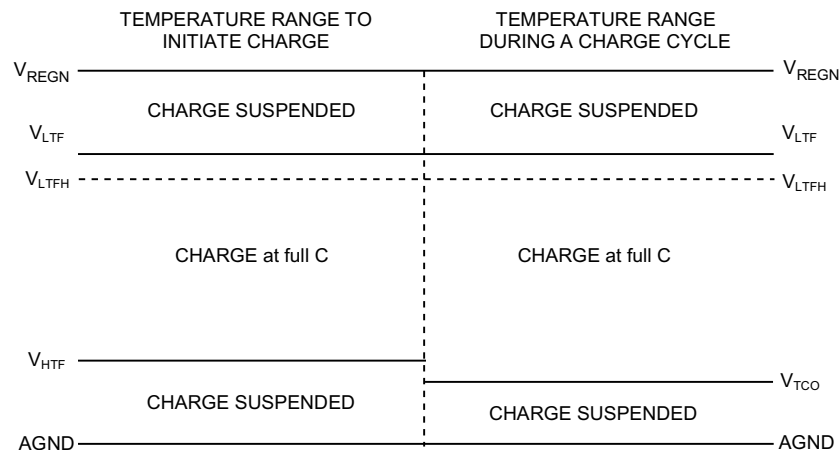 TEMPERATURE RANGE TO
INITIATE CHARGE
TEMPERATURE RANGE
DURING A CHARGE CYCLE
VREGN
VREGN
CHARGE SUSPENDED
CHARGE SUSPENDED
VLTF
VLTF
VLTFH
VLTFH
CHARGE at full C
CHARGE at full C
VHTF
VTCO
CHARGE SUSPENDED
CHARGE SUSPENDED
AGND
AGND